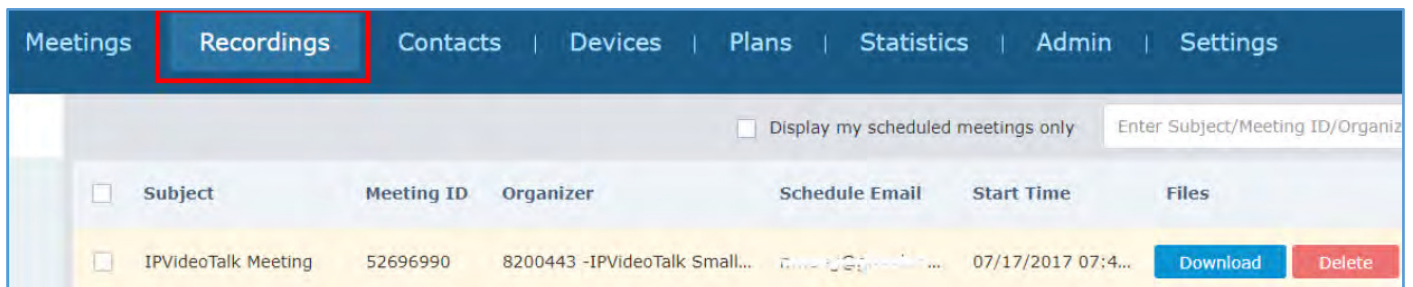 Meetings Recordings Contacts | Devices | Plans | Statistics | Admin | Settings
Display my scheduled meetings only Enter Subject/Meeting ID/Organiz
Subject Meeting ID Organizer Schedule Email Start Time Files
IPVideoTalk Meeting 52696990 8200443 -IPVideoTalk Small... ... 07/17/2017 07:4... Download Delete